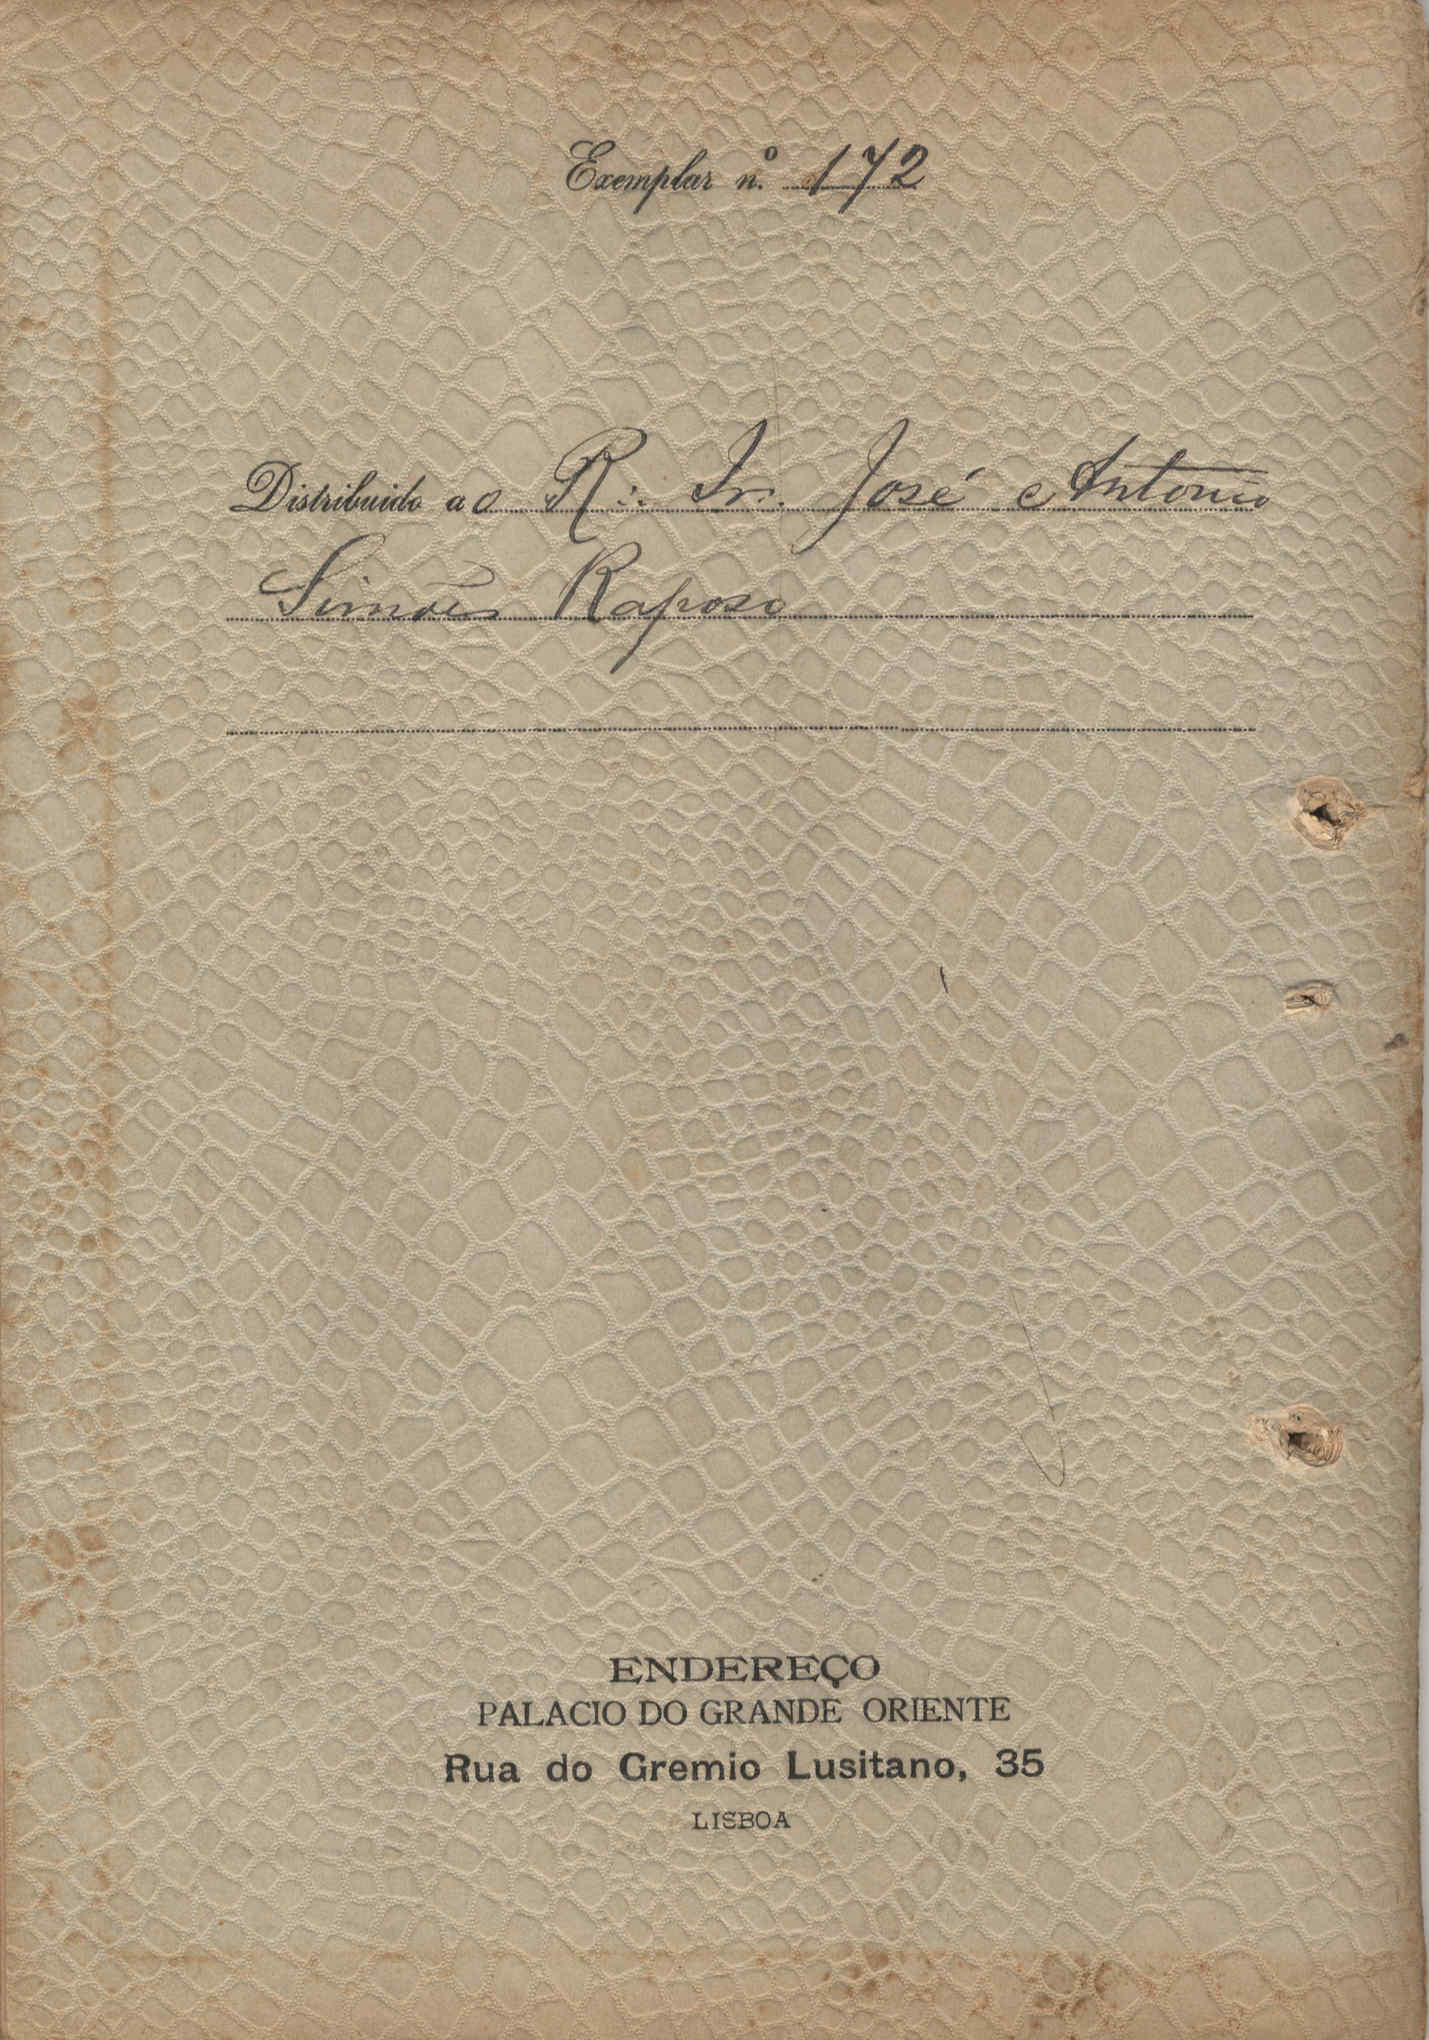 Exemplar n.º 172
Distribuido ao R∴ Ir∴ José e Antonio
Simões Raposo
ENDEREÇO
PALACIO DO GRANDE ORIENTE
Rua do Gremio Lusitano, 35
LISBOA